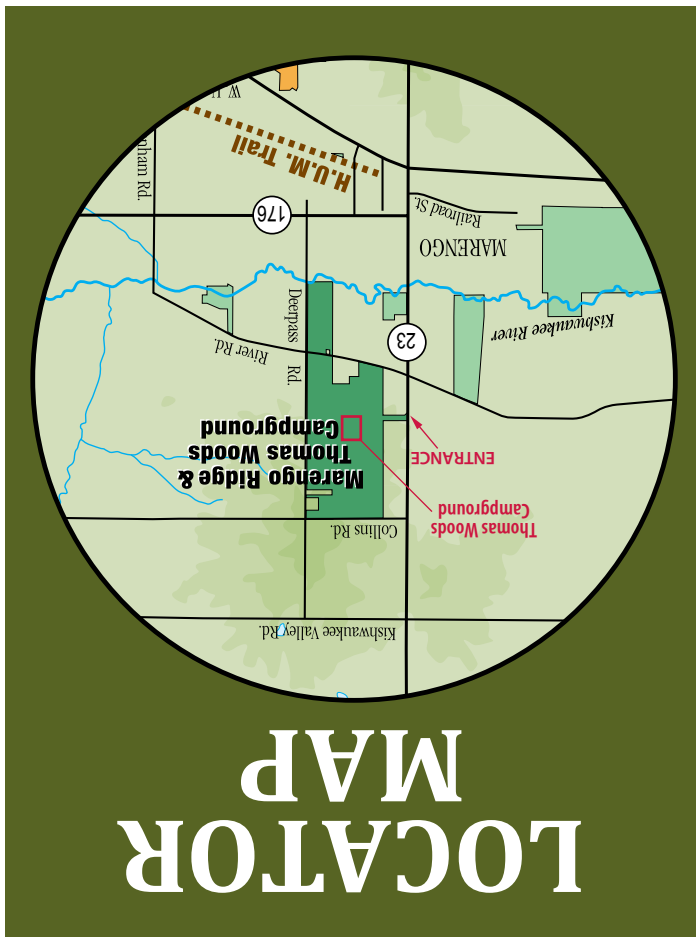 LOCATOR
MAP
Kishwaukee Valley Rd.
Collins Rd.
Thomas Woods
Campground
ENTRANCE
Marengo Ridge &
Thomas Woods
Campground
River Rd.
Deerpass Rd.
23
Kishwaukee River
MARENGO
Railroad St.
176
H.U.M. Trail